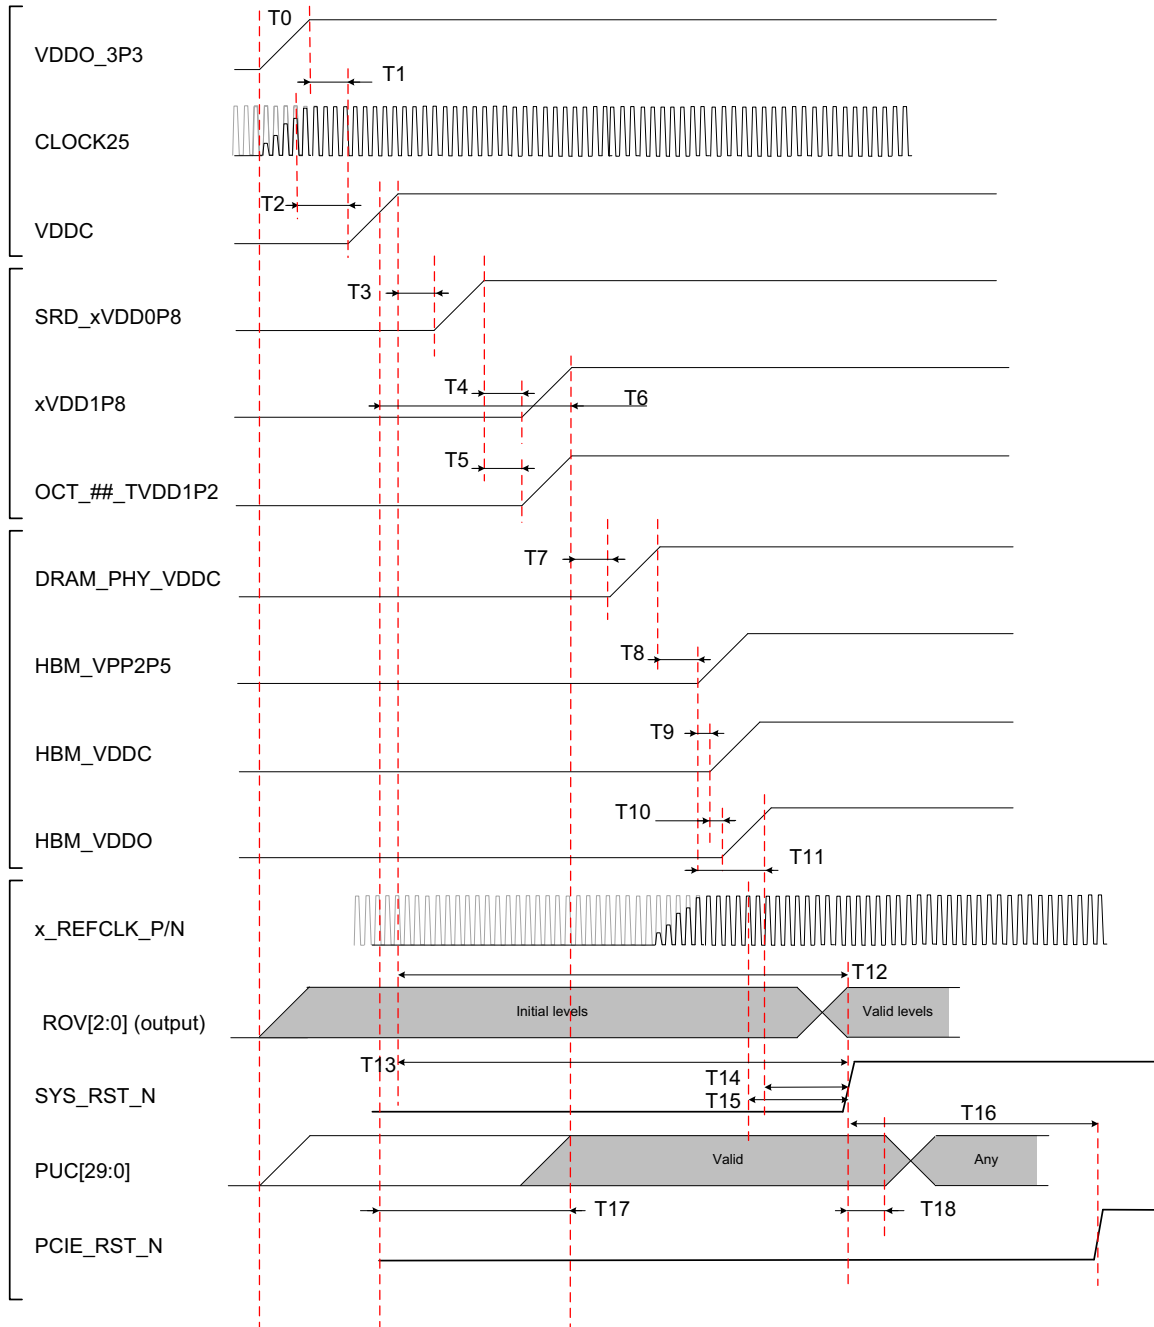 T0
VDDO_3P3
T1
CLOCK25
T2
VDDC
T3
SRD_xVDD0P8
T4
T6
xVDD1P8
T5
OCT_##_TVDD1P2
T7
DRAM_PHY_VDDC
T8
HBM_VPP2P5
T9
HBM_VDDC
T10
HBM_VDDO
T11
x_REFCLK_P/N
T12
Initial levels
Valid levels
ROV[2:0] (output)
T13
T14
SYS_RST_N
T15
T16
Valid
Any
PUC[29:0]
T17
T18
PCIE_RST_N